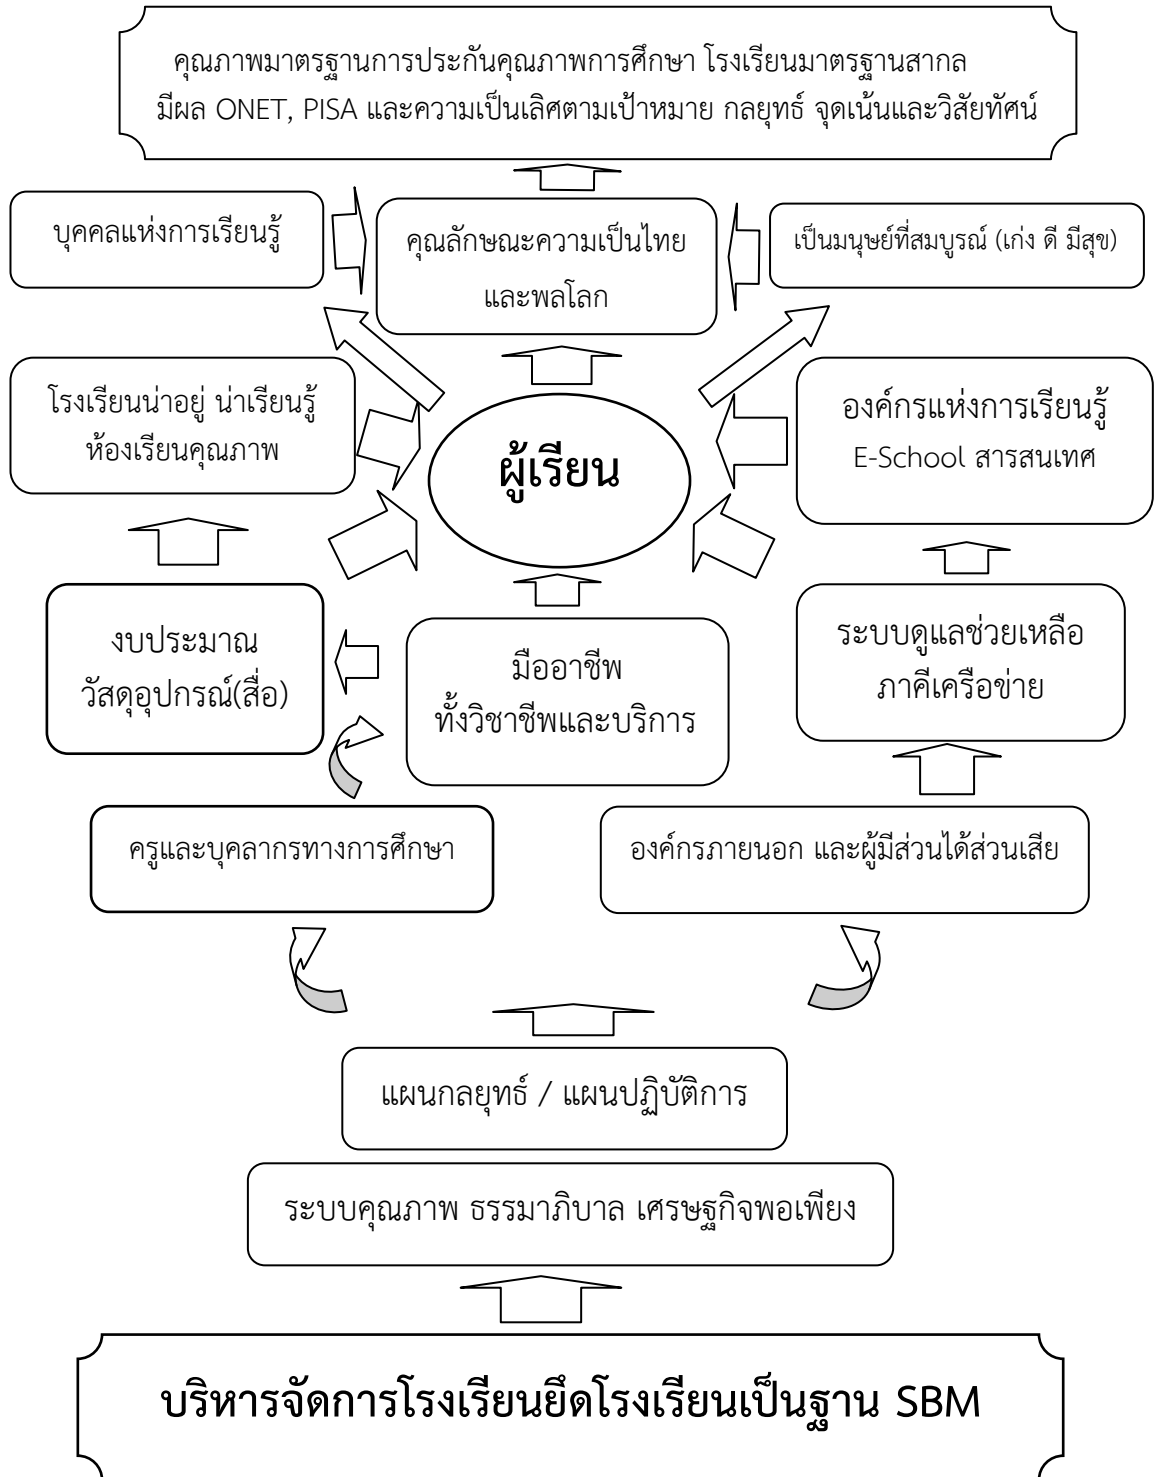 คุณภาพมาตรฐานการประกันคุณภาพการศึกษา โรงเรียนมาตรฐานสากล
มีผล ONET, PISA และความเป็นเลิศตามเป้าหมาย กลยุทธ์ จุดเน้นและวิสัยทัศน์
บุคคลแห่งการเรียนรู้
คุณลักษณะความเป็นไทย
และพลโลก
เป็นมนุษย์ที่สมบูรณ์ (เก่ง ดี มีสุข)
โรงเรียนน่าอยู่ น่าเรียนรู้
ห้องเรียนคุณภาพ
ผู้เรียน
องค์กรแห่งการเรียนรู้
E-School สารสนเทศ
งบประมาณ
วัสดุอุปกรณ์(สื่อ)
มืออาชีพ
ทั้งวิชาชีพและบริการ
ระบบดูแลช่วยเหลือ
ภาคีเครือข่าย
ครูและบุคลากรทางการศึกษา
องค์กรภายนอก และผู้มีส่วนได้ส่วนเสีย
แผนกลยุทธ์ / แผนปฏิบัติการ
ระบบคุณภาพ ธรรมาภิบาล เศรษฐกิจพอเพียง
บริหารจัดการโรงเรียนยึดโรงเรียนเป็นฐาน SBM